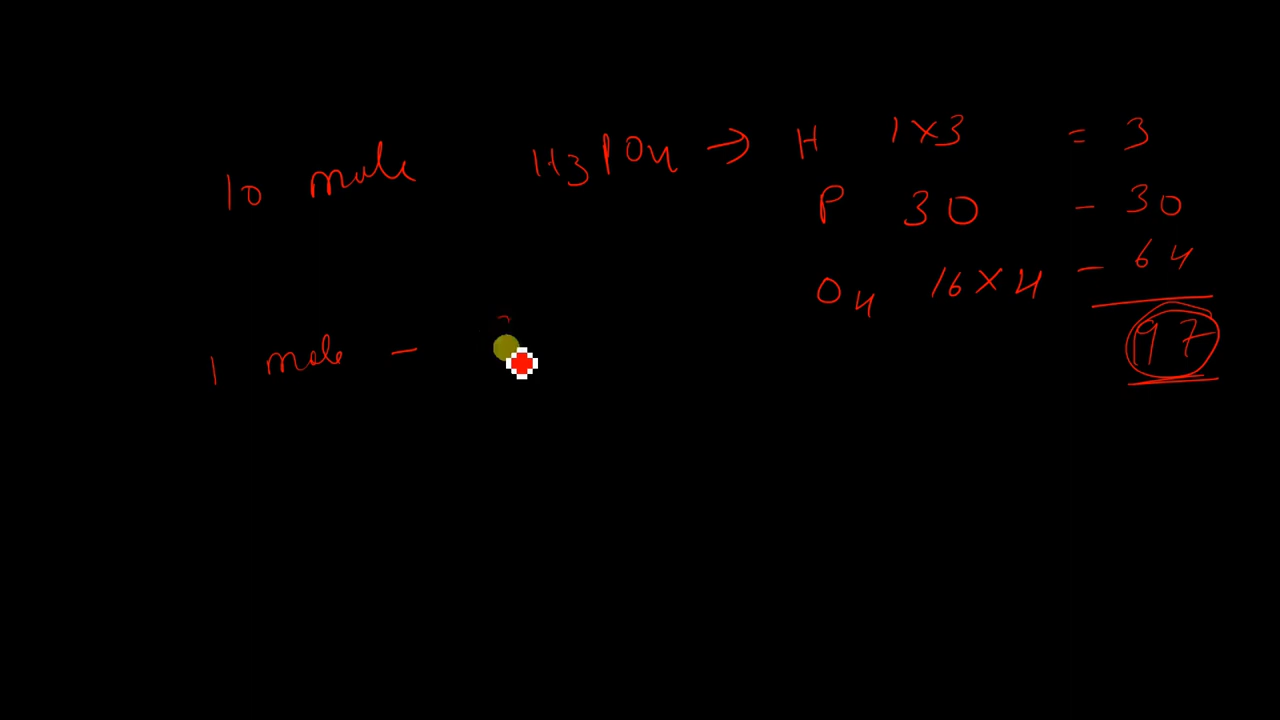 10 mole H3PO4 → H 1×3 = 3
P 30 – 30
O4 16×4 – 64
97
1 mole –